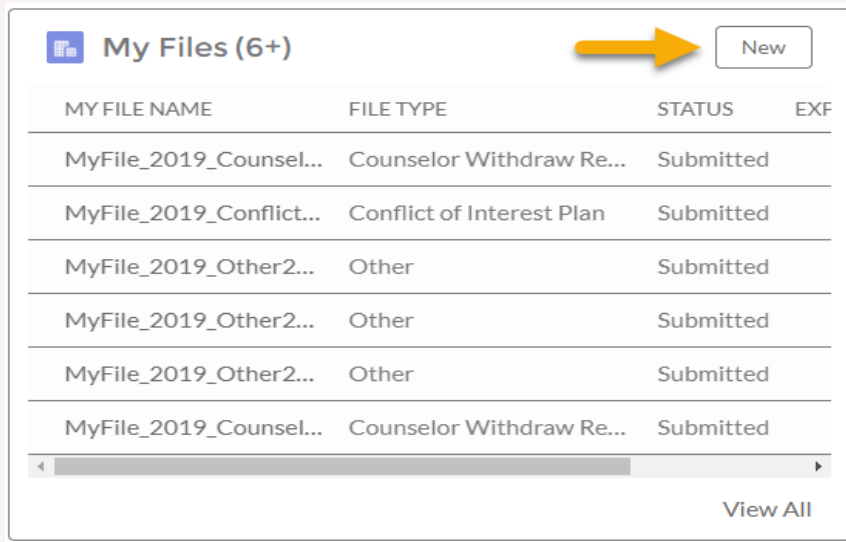 My Files (6+) New
MY FILE NAME FILE TYPE STATUS EXP
MyFile_2019_Counsel... Counselor Withdraw Re... Submitted
MyFile_2019_Conflict... Conflict of Interest Plan Submitted
MyFile_2019_Other2... Other Submitted
MyFile_2019_Other2... Other Submitted
MyFile_2019_Other2... Other Submitted
MyFile_2019_Counsel... Counselor Withdraw Re... Submitted
View All